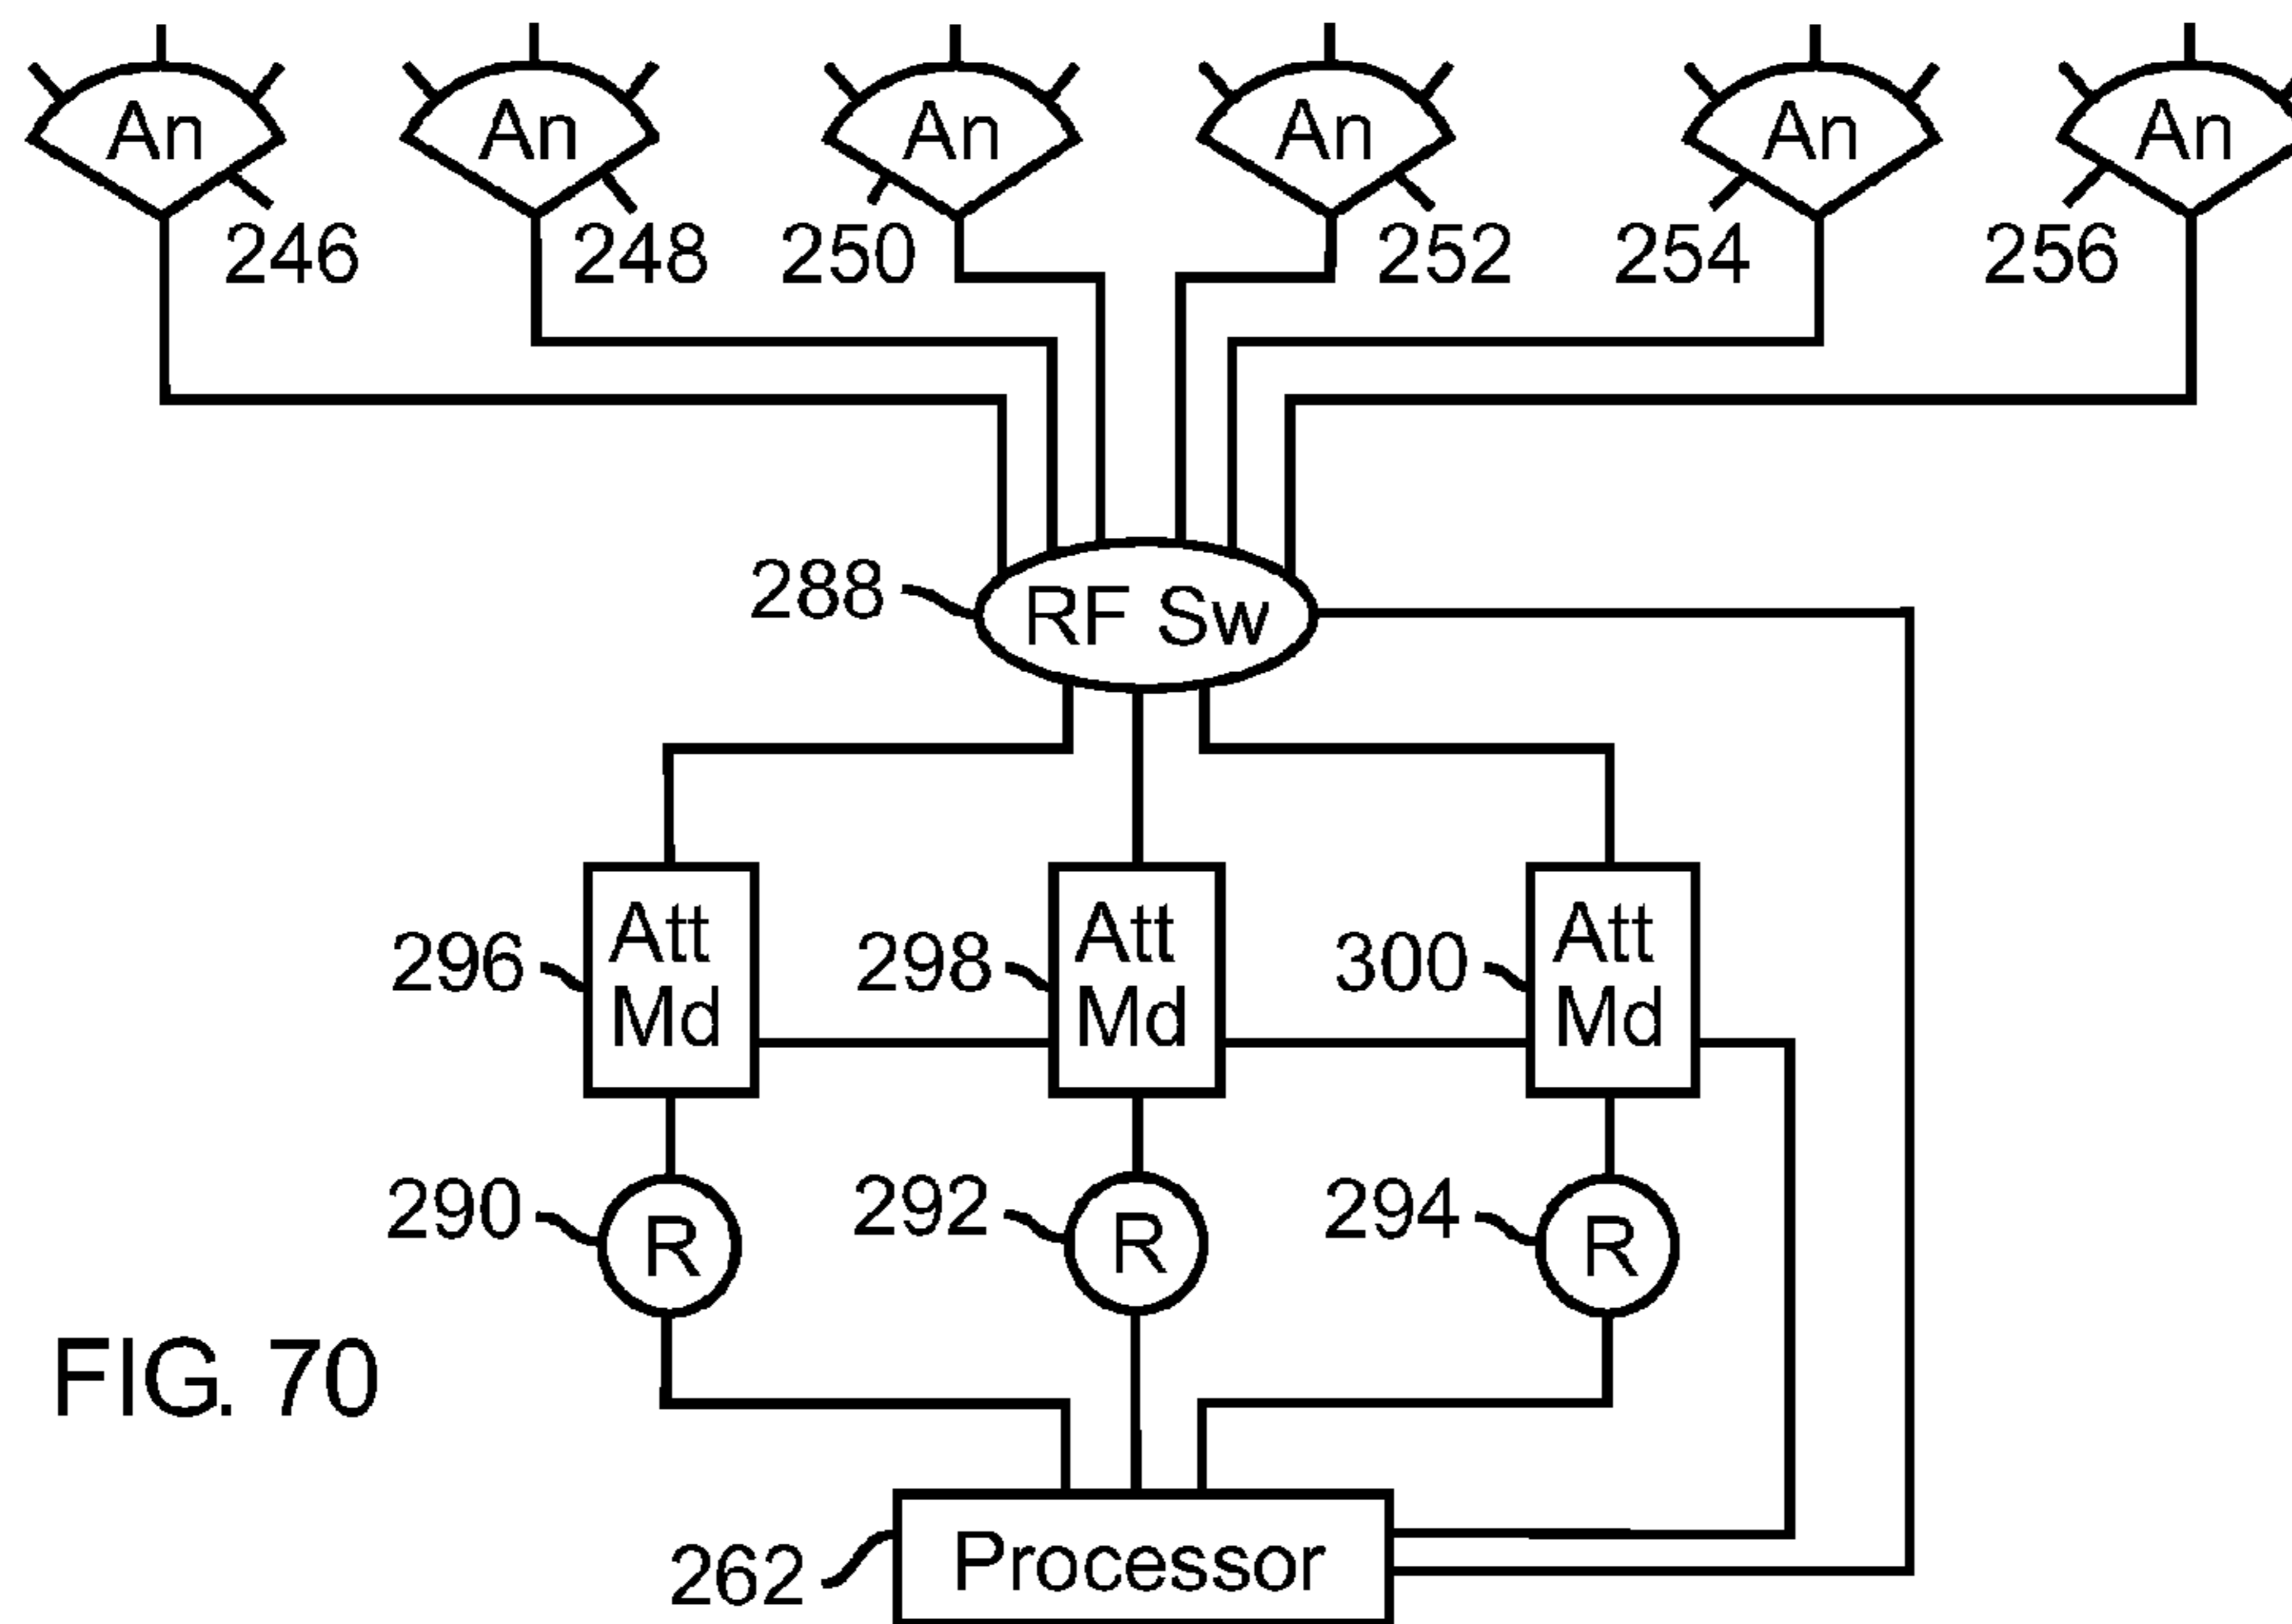 An An An An An An
246 248 250 252 254 256
288 RF Sw
296 Att Md 298 Att Md 300 Att Md
290 R 292 R 294 R
FIG. 70
262 Processor